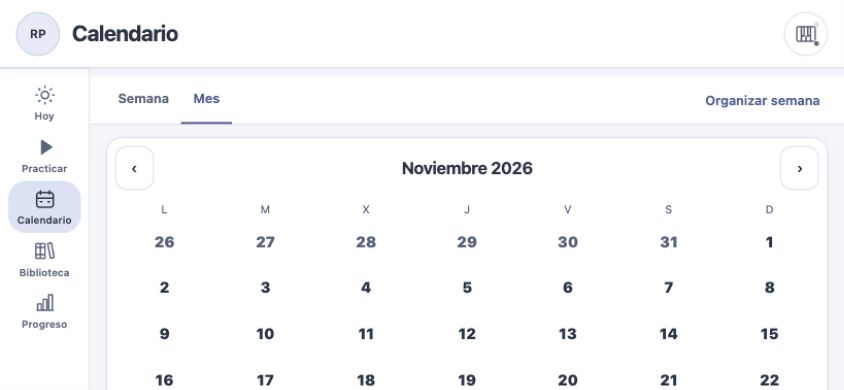 RP Calendario
Hoy
Practicar
Calendario
Biblioteca
Progreso
Semana Mes Organizar semana
‹ Noviembre 2026 ›
L M X J V S D
26 27 28 29 30 31 1
2 3 4 5 6 7 8
9 10 11 12 13 14 15
16 17 18 19 20 21 22